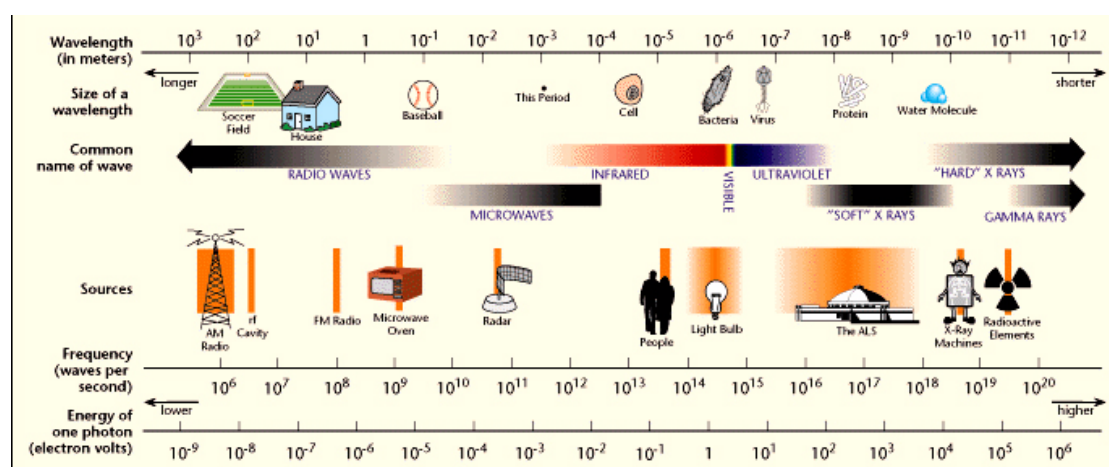 Wavelength
(in meters)
10³ 10² 10¹ 1 10⁻¹ 10⁻² 10⁻³ 10⁻⁴ 10⁻⁵ 10⁻⁶ 10⁻⁷ 10⁻⁸ 10⁻⁹ 10⁻¹⁰ 10⁻¹¹ 10⁻¹²
longer
shorter
Size of a
wavelength
Soccer
Field
House
Baseball
This Period
Cell
Bacteria
Virus
Protein
Water Molecule
Common
name of wave
RADIO WAVES
INFRARED
VISIBLE
ULTRAVIOLET
"HARD" X RAYS
MICROWAVES
"SOFT" X RAYS
GAMMA RAYS
Sources
AM
Radio
rf
Cavity
FM Radio
Microwave
Oven
Radar
People
Light Bulb
The ALS
X-Ray
Machines
Radioactive
Elements
Frequency
(waves per
second)
10⁶ 10⁷ 10⁸ 10⁹ 10¹⁰ 10¹¹ 10¹² 10¹³ 10¹⁴ 10¹⁵ 10¹⁶ 10¹⁷ 10¹⁸ 10¹⁹ 10²⁰
lower
higher
Energy of
one photon
(electron volts)
10⁻⁹ 10⁻⁸ 10⁻⁷ 10⁻⁶ 10⁻⁵ 10⁻⁴ 10⁻³ 10⁻² 10⁻¹ 1 10¹ 10² 10³ 10⁴ 10⁵ 10⁶